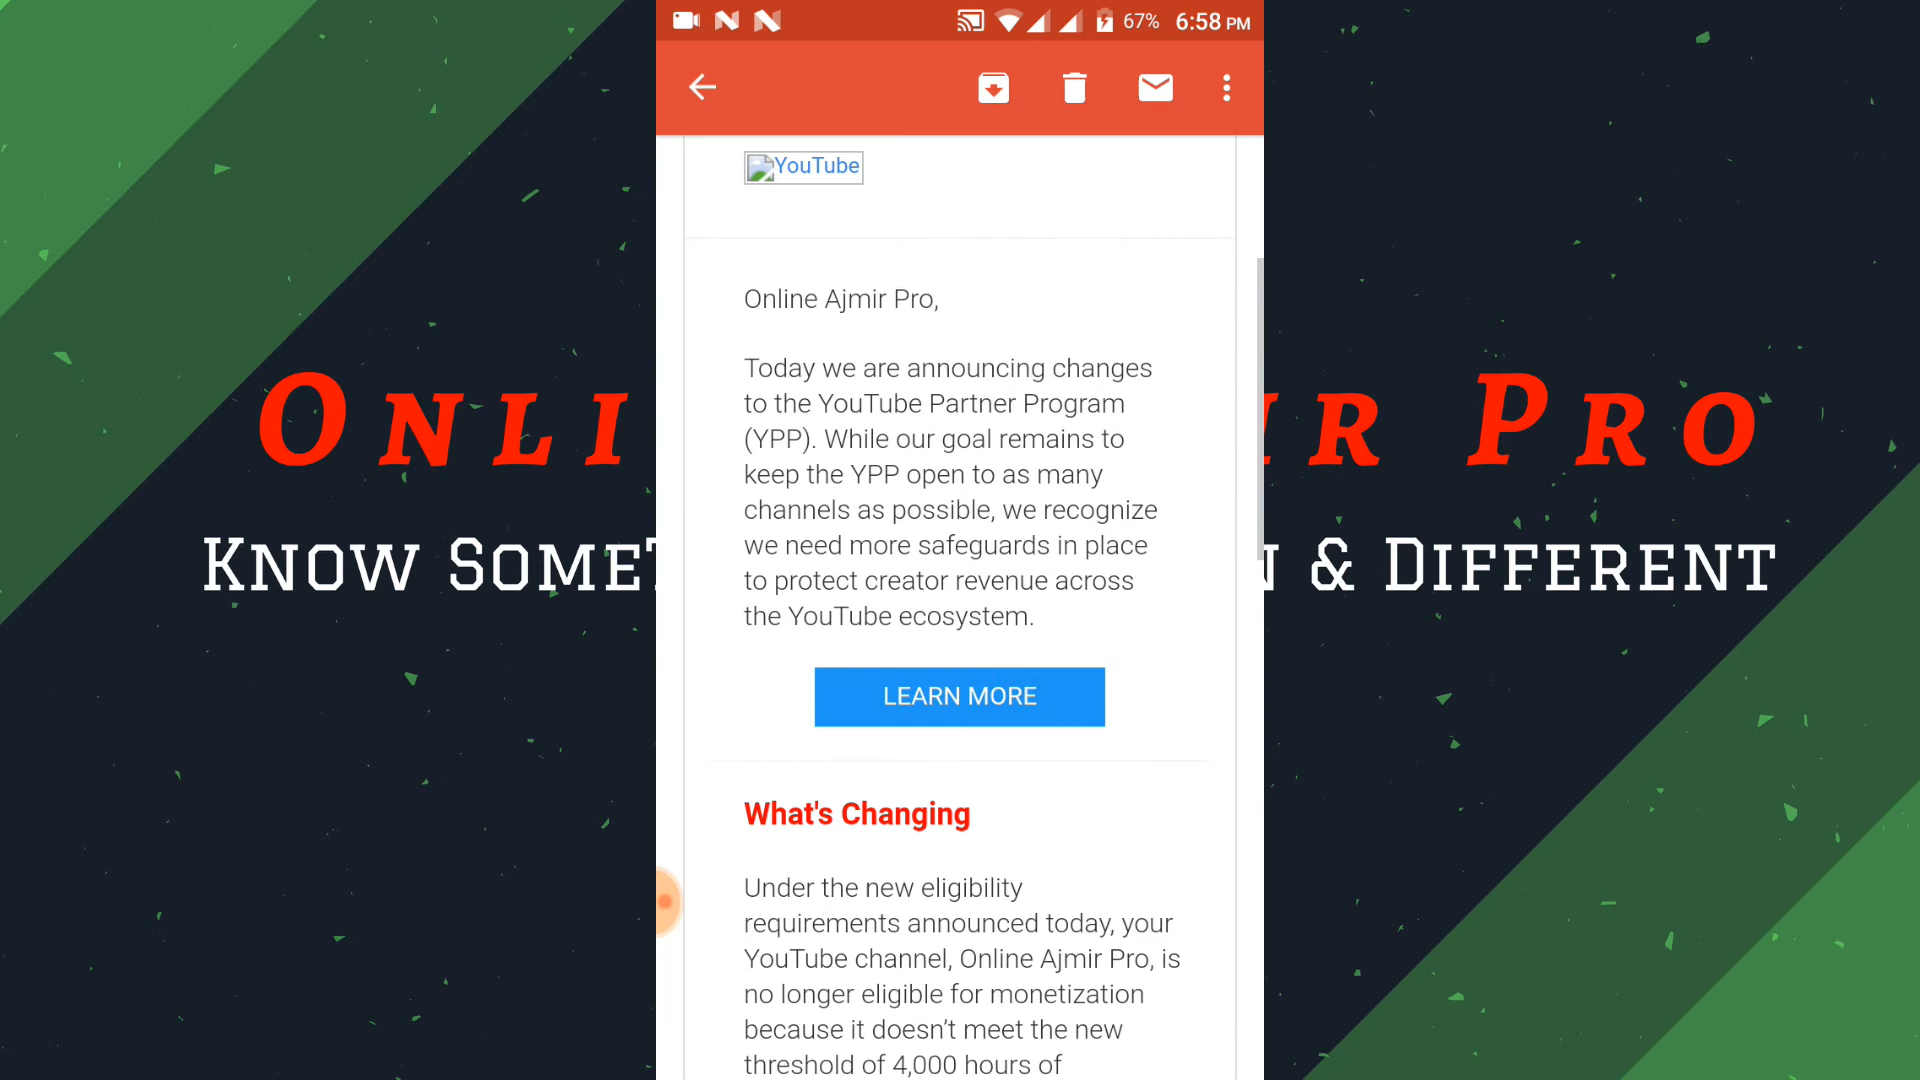 67% 6:58 PM
YouTube
Online Ajmir Pro,
Today we are announcing changes
to the YouTube Partner Program
(YPP). While our goal remains to
keep the YPP open to as many
channels as possible, we recognize
we need more safeguards in place
to protect creator revenue across
the YouTube ecosystem.
LEARN MORE
What's Changing
Under the new eligibility
requirements announced today, your
YouTube channel, Online Ajmir Pro, is
no longer eligible for monetization
because it doesn’t meet the new
threshold of 4,000 hours of
Onli r Pro
Know Some & Different